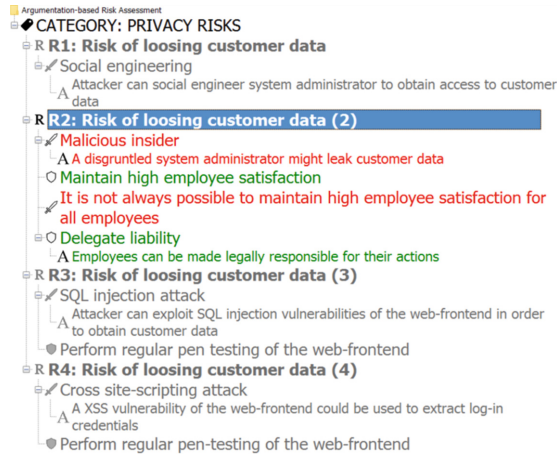 Argumentation-based Risk Assessment
CATEGORY: PRIVACY RISKS
R R1: Risk of loosing customer data
Social engineering
A Attacker can social engineer system administrator to obtain access to customer
data
R R2: Risk of loosing customer data (2)
Malicious insider
A A disgruntled system administrator might leak customer data
Maintain high employee satisfaction
It is not always possible to maintain high employee satisfaction for
all employees
Delegate liability
A Employees can be made legally responsible for their actions
R R3: Risk of loosing customer data (3)
SQL injection attack
A Attacker can exploit SQL injection vulnerabilities of the web-frontend in order
to obtain customer data
Perform regular pen testing of the web-frontend
R R4: Risk of loosing customer data (4)
Cross site-scripting attack
A A XSS vulnerability of the web-frontend could be used to extract log-in
credentials
Perform regular pen-testing of the web-frontend